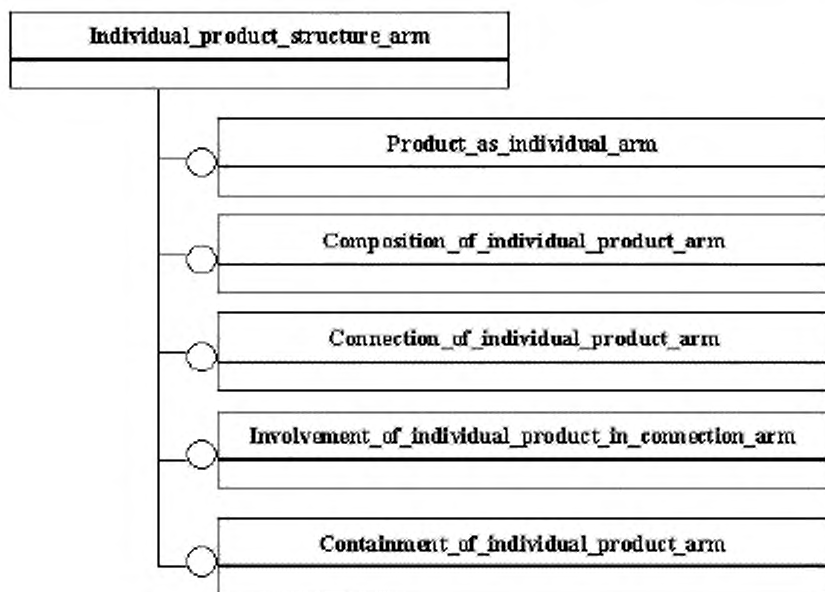 Individual_product_structure_arm
Product_as_individual_arm
Composition_of_individual_product_arm
Connection_of_individual_product_arm
Involvement_of_individual_product_in_connection_arm
Containment_of_individual_product_arm